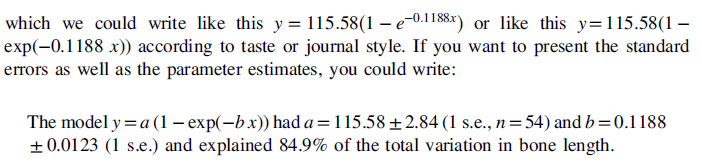 which we could write like this y = 115.58(1 − e^−0.1188x) or like this y = 115.58(1 −
exp(−0.1188 x)) according to taste or journal style. If you want to present the standard
errors as well as the parameter estimates, you could write:
The model y = a (1 − exp(−b x)) had a = 115.58 ± 2.84 (1 s.e., n = 54) and b = 0.1188
± 0.0123 (1 s.e.) and explained 84.9% of the total variation in bone length.